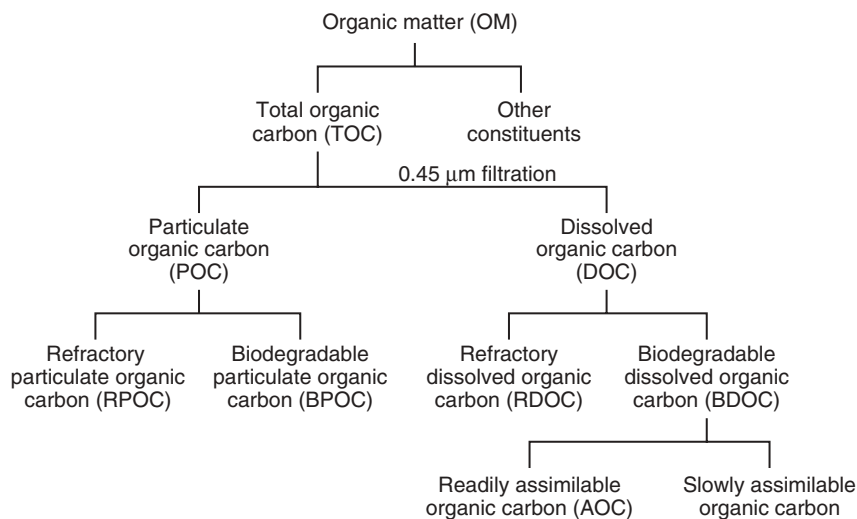 Organic matter (OM)
Total organic
carbon (TOC)
Other
constituents
0.45 μm filtration
Particulate
organic carbon
(POC)
Dissolved
organic carbon
(DOC)
Refractory
particulate organic
carbon (RPOC)
Biodegradable
particulate organic
carbon (BPOC)
Refractory
dissolved organic
carbon (RDOC)
Biodegradable
dissolved organic
carbon (BDOC)
Readily assimilable
organic carbon (AOC)
Slowly assimilable
organic carbon